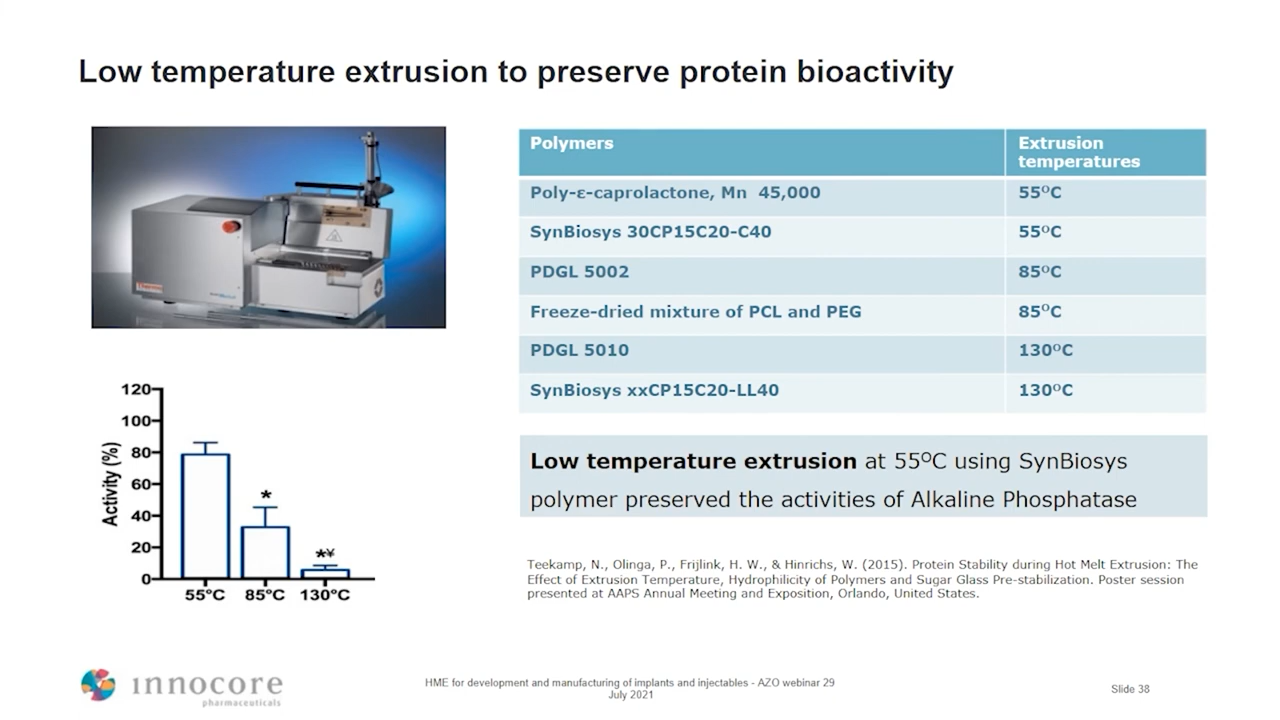 Low temperature extrusion to preserve protein bioactivity
Polymers
Extrusion
temperatures
Poly-ε-caprolactone, Mn 45,000
55ºC
SynBiosys 30CP15C20-C40
55ºC
PDGL 5002
85ºC
Freeze-dried mixture of PCL and PEG
85ºC
PDGL 5010
130ºC
SynBiosys xxCP15C20-LL40
130ºC
Activity (%)
120
100
80
60
40
20
0
*
*¥
55ºC 85ºC 130ºC
Low temperature extrusion at 55ºC using SynBiosys
polymer preserved the activities of Alkaline Phosphatase
Teekamp, N., Olinga, P., Frijlink, H. W., & Hinrichs, W. (2015). Protein Stability during Hot Melt Extrusion: The
Effect of Extrusion Temperature, Hydrophilicity of Polymers and Sugar Glass Pre-stabilization. Poster session
presented at AAPS Annual Meeting and Exposition, Orlando, United States.
innocore
pharmaceuticals
HME for development and manufacturing of implants and injectables - AZO webinar 29
July 2021
Slide 38